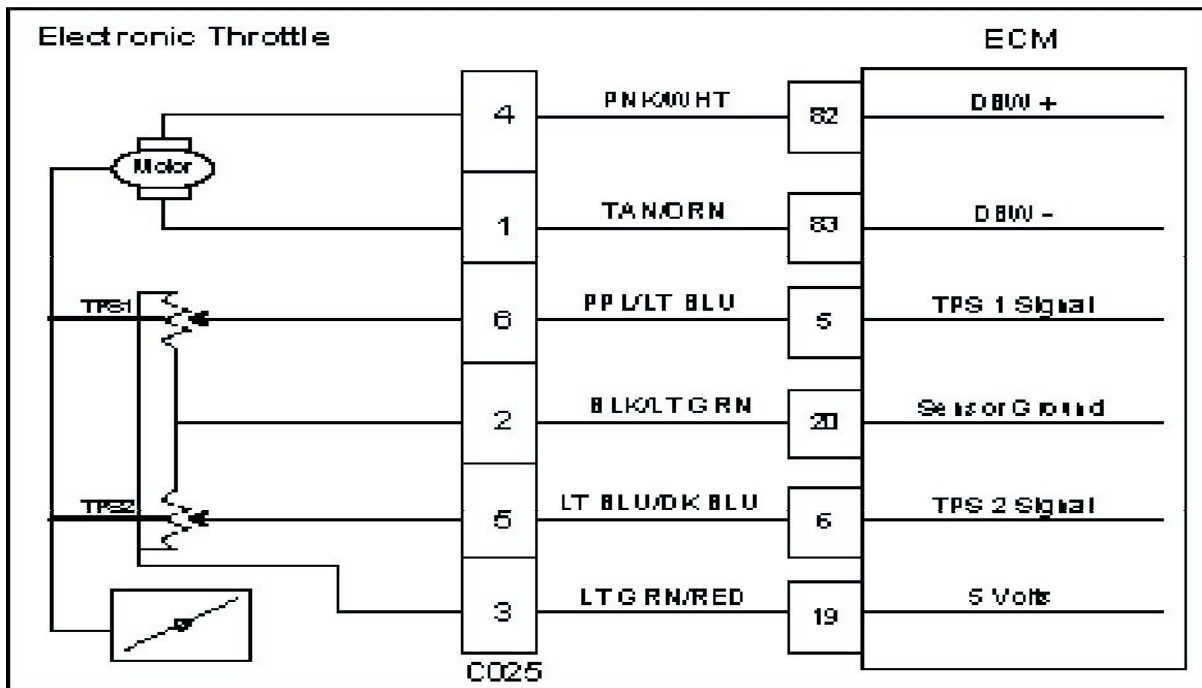 Electronic Throttle
ECM
4
PNK/WHT
82
DBW +
Motor
1
TAN/ORN
83
DBW -
TPS1
6
PPL/LT BLU
5
TPS 1 Signal
2
BLK/LT GRN
20
Sensor Ground
TPS2
5
LT BLU/DK BLU
6
TPS 2 Signal
3
LT GRN/RED
19
5 Volts
C025